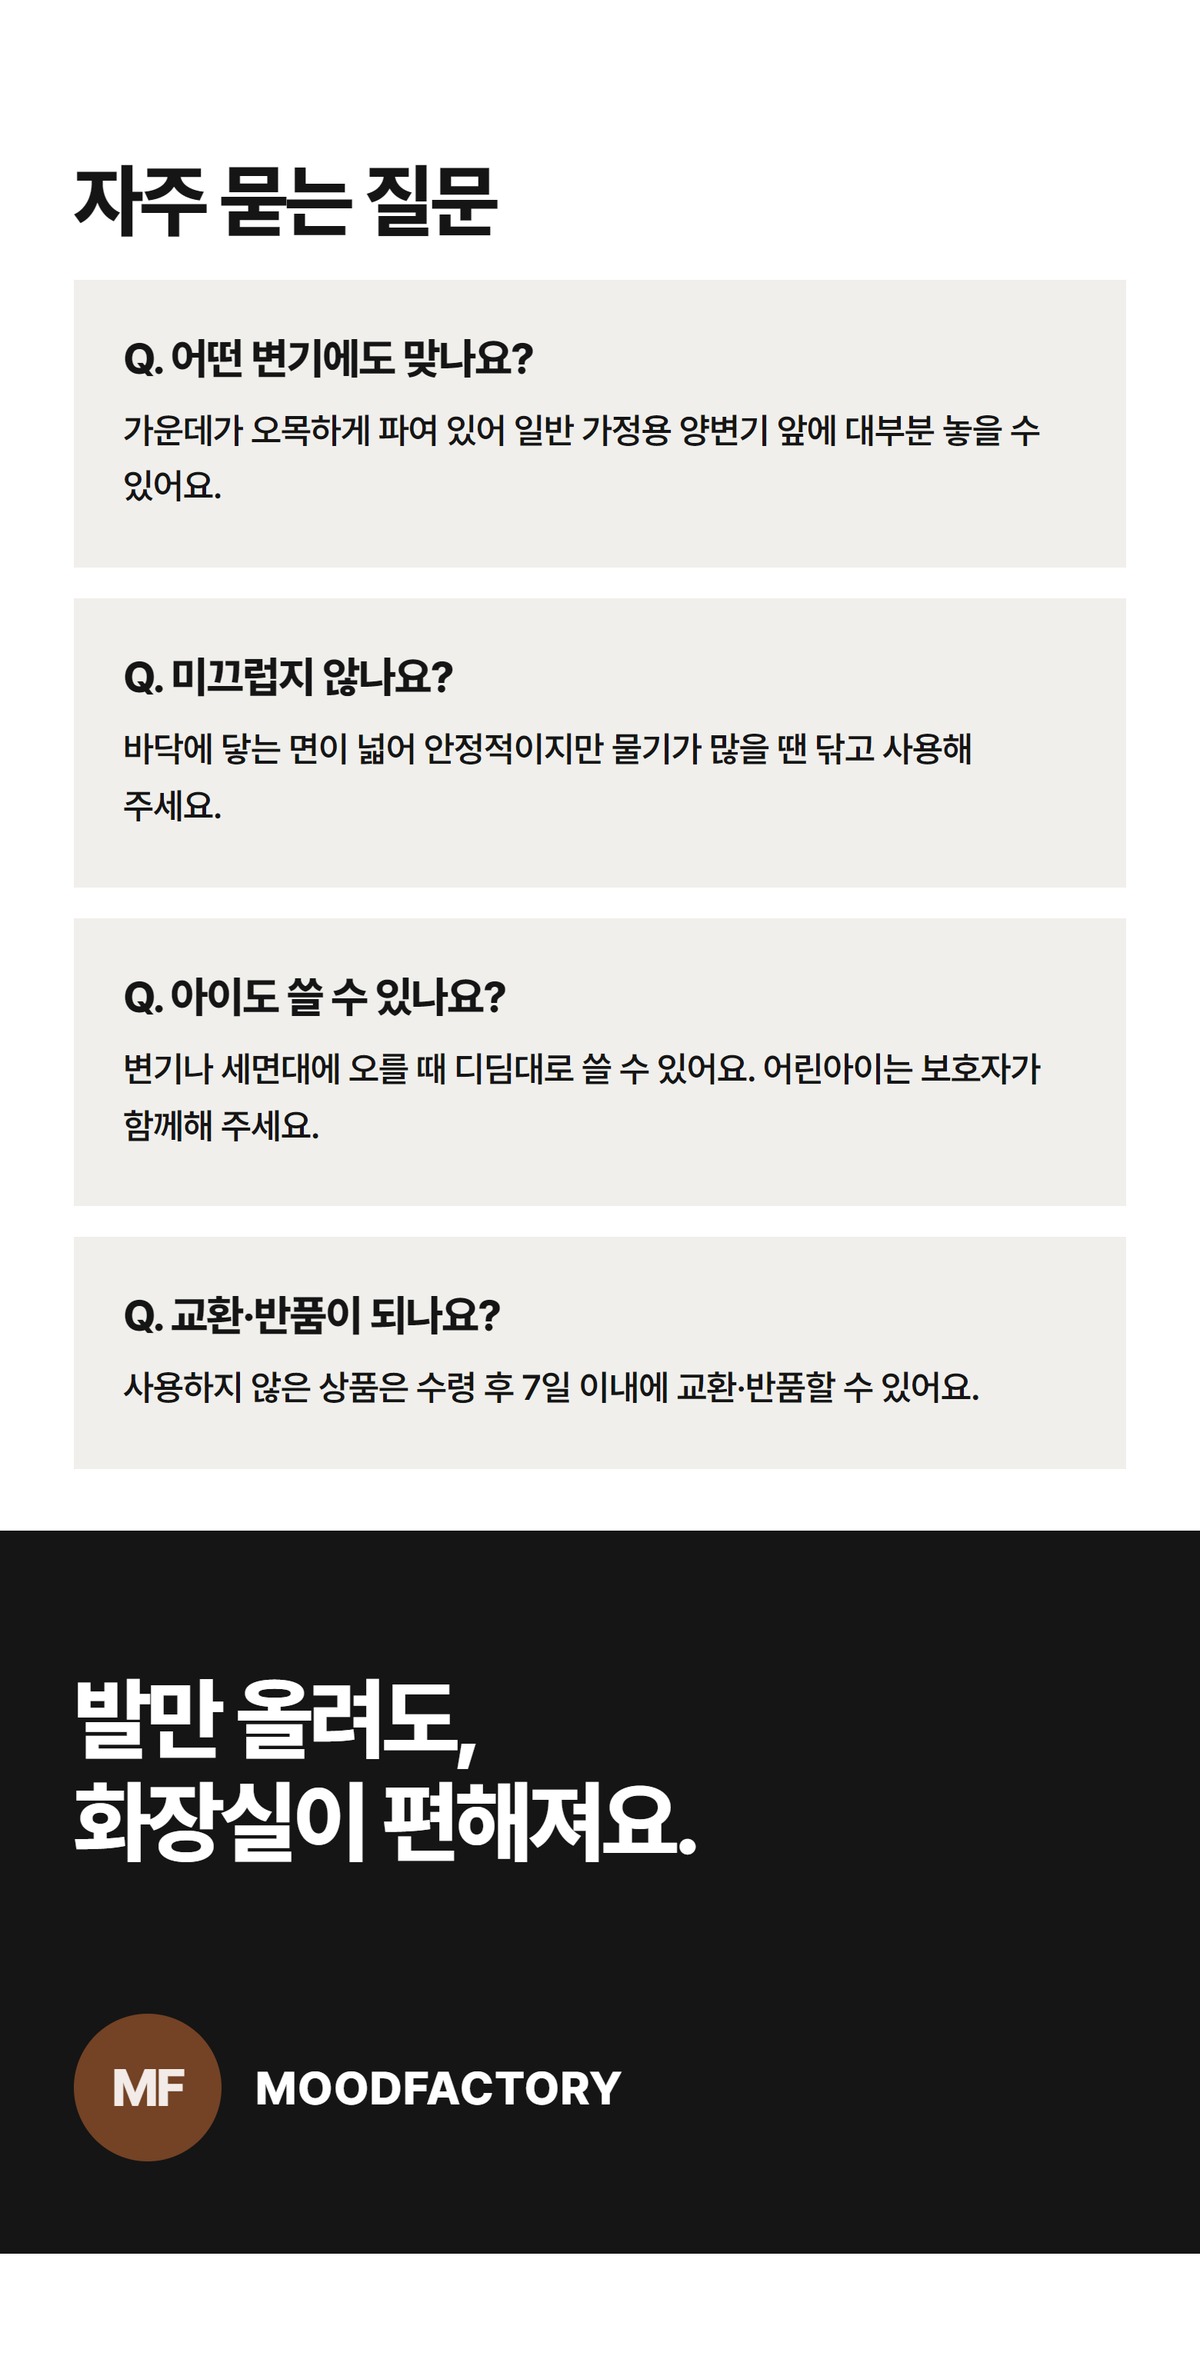 자주 묻는 질문
Q. 어떤 변기에도 맞나요?
가운데가 오목하게 파여 있어 일반 가정용 양변기 앞에 대부분 놓을 수
있어요.
Q. 미끄럽지 않나요?
바닥에 닿는 면이 넓어 안정적이지만 물기가 많을 땐 닦고 사용해
주세요.
Q. 아이도 쓸 수 있나요?
변기나 세면대에 오를 때 디딤대로 쓸 수 있어요. 어린아이는 보호자가
함께해 주세요.
Q. 교환·반품이 되나요?
사용하지 않은 상품은 수령 후 7일 이내에 교환·반품할 수 있어요.
발만 올려도,
화장실이 편해져요.
MF
MOODFACTORY